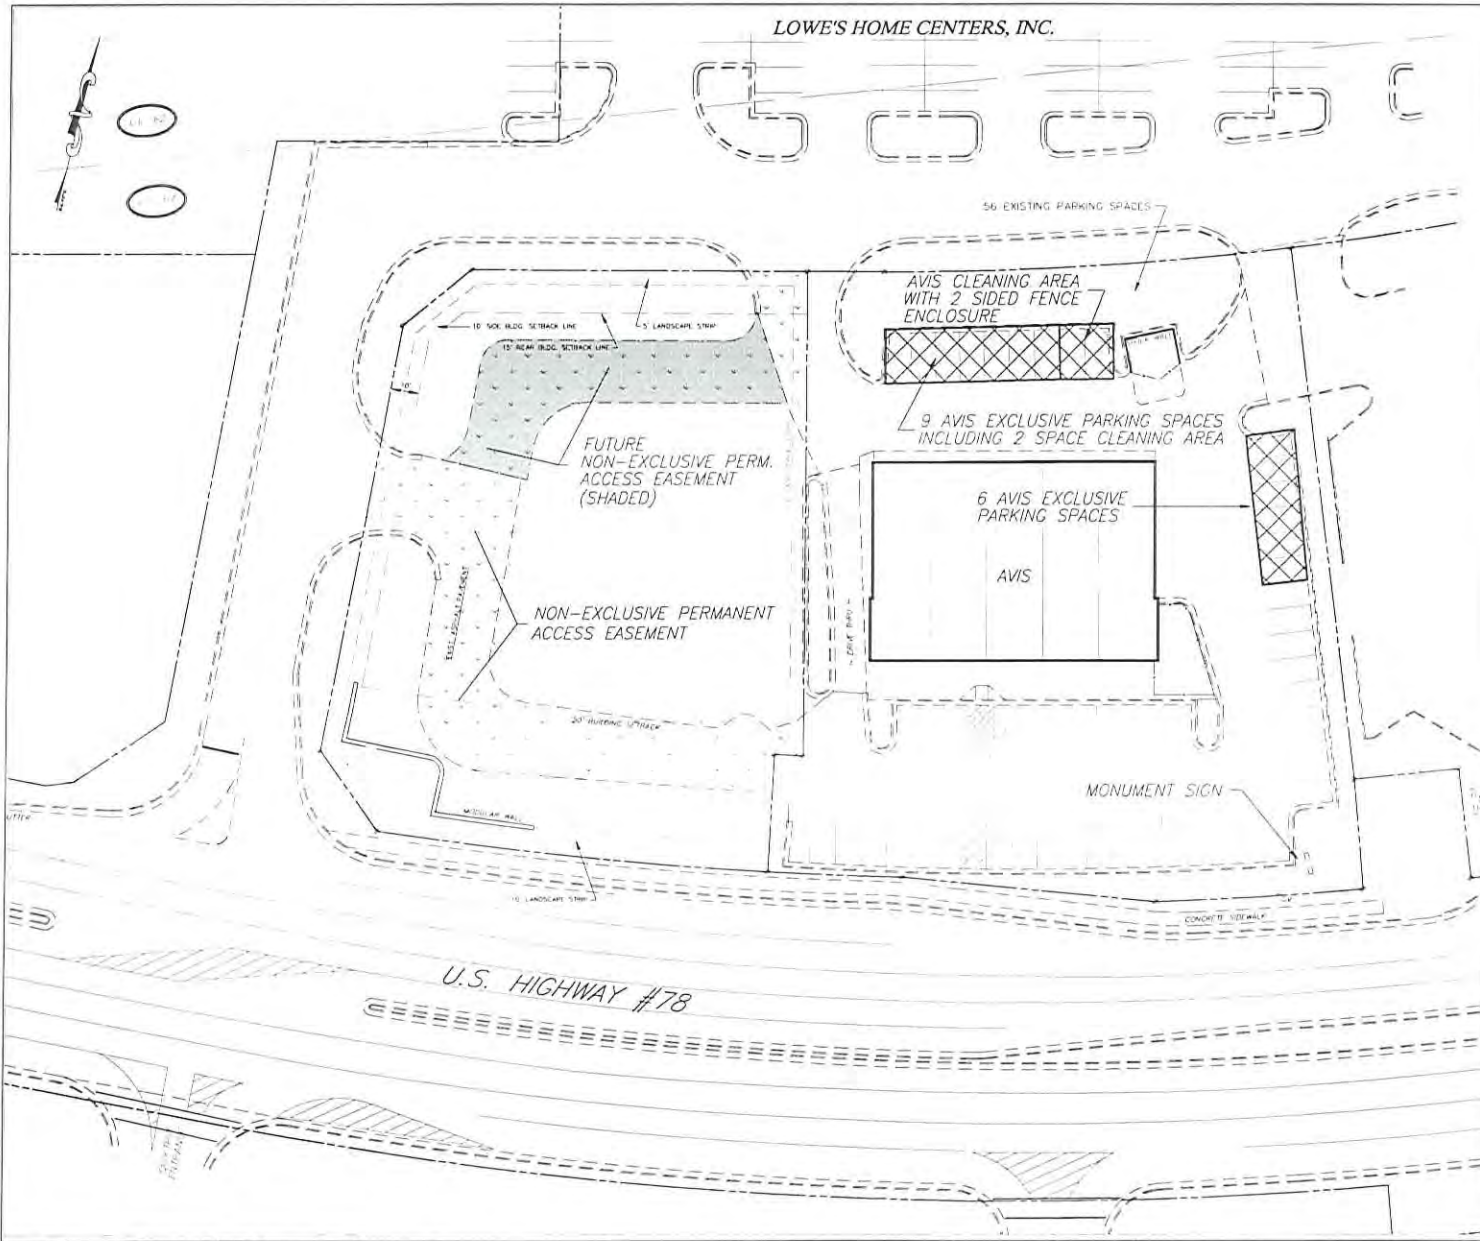 LOWE'S HOME CENTERS, INC.
56 EXISTING PARKING SPACES
AVIS CLEANING AREA
WITH 2 SIDED FENCE
ENCLOSURE
10' SIDE BLDG. SETBACK LINE
5' LANDSCAPE STRIP
15' REAR BLDG. SETBACK LINE
10'
9 AVIS EXCLUSIVE PARKING SPACES
INCLUDING 2 SPACE CLEANING AREA
FUTURE
NON-EXCLUSIVE PERM.
ACCESS EASEMENT
(SHADED)
6 AVIS EXCLUSIVE
PARKING SPACES
AVIS
NON-EXCLUSIVE PERMANENT
ACCESS EASEMENT
DRIVE THRU
MONUMENT SIGN
MODULAR WALL
10' LANDSCAPE STRIP
CONCRETE SIDEWALK
U.S. HIGHWAY #78